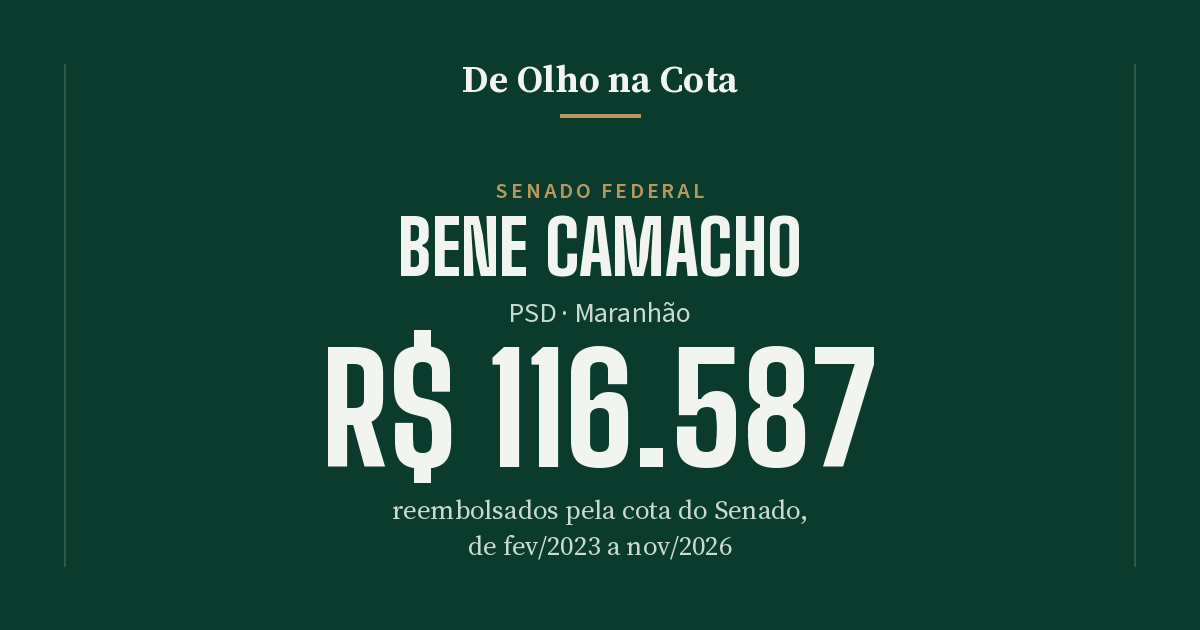 De Olho na Cota
SENADO FEDERAL
BENE CAMACHO
PSD · Maranhão
R$ 116.587
reembolsados pela cota do Senado,
de fev/2023 a nov/2026